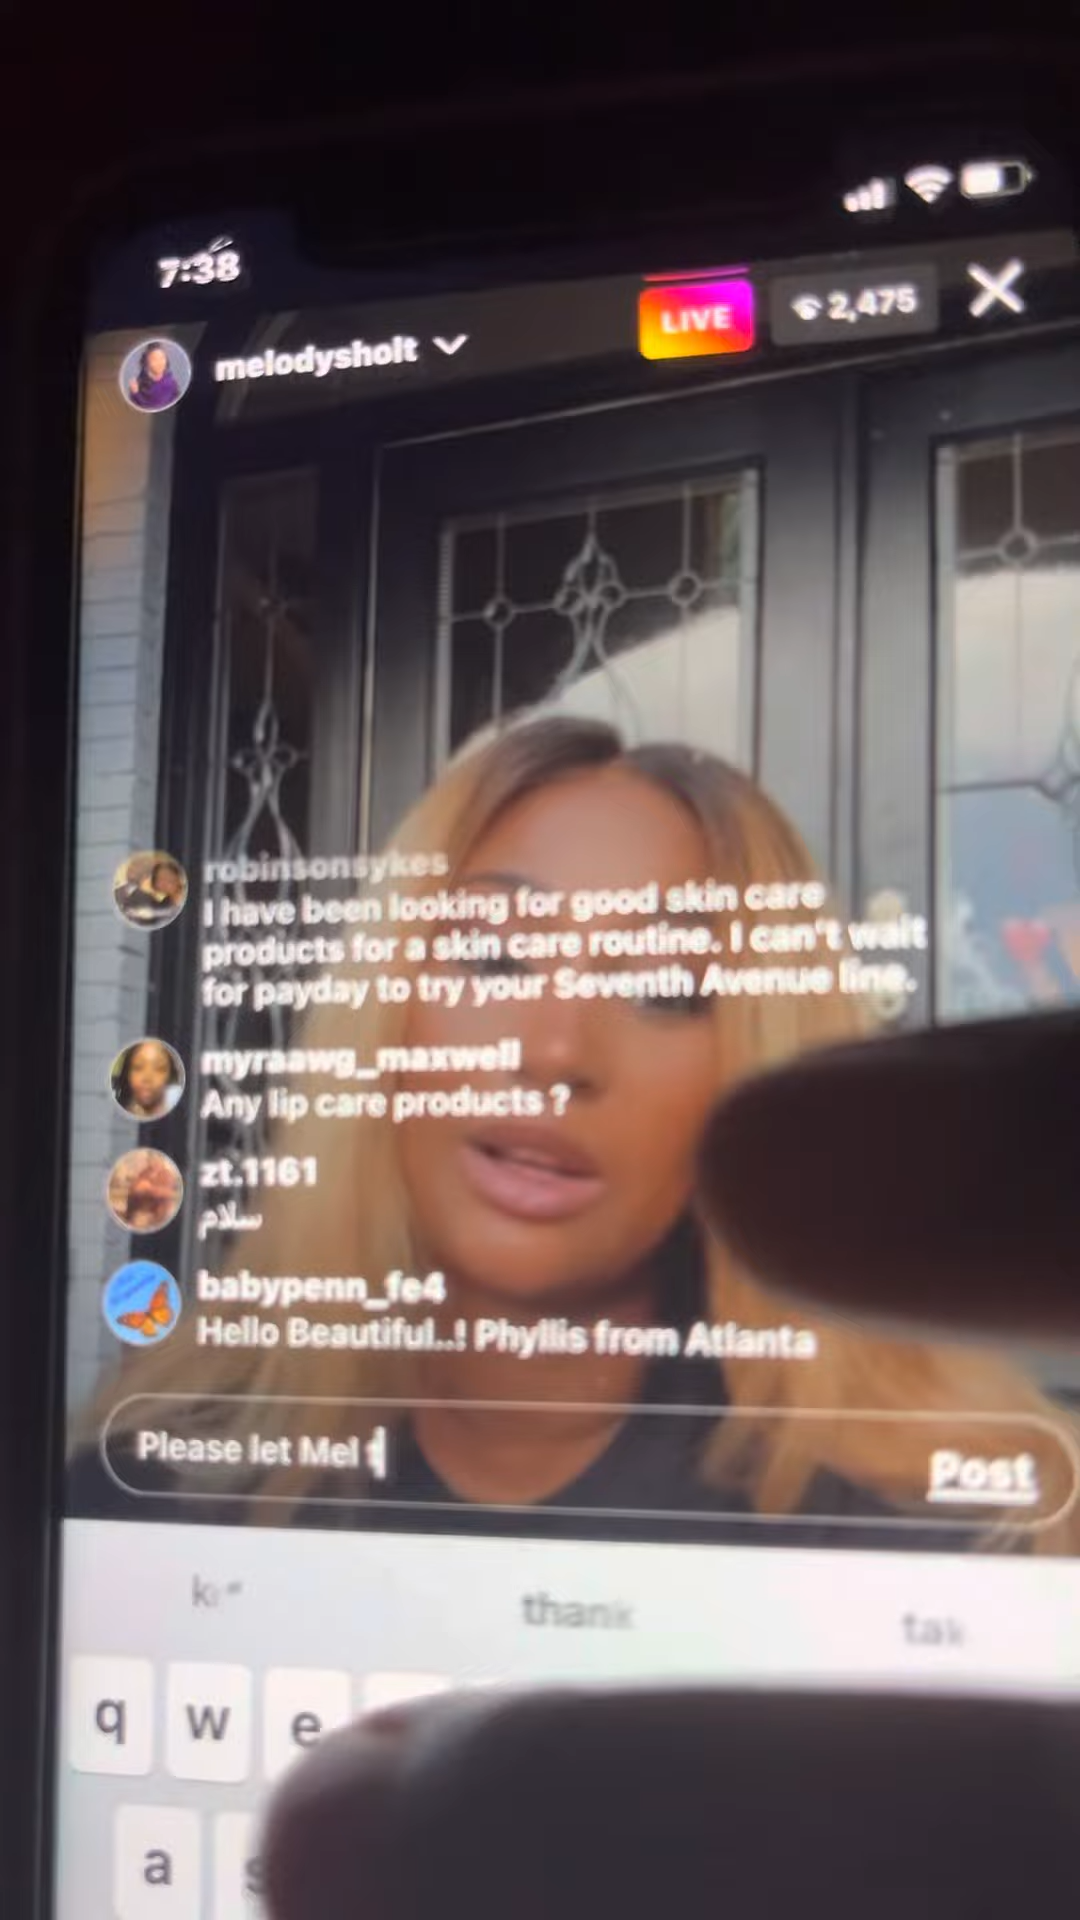 7:38
melodysholt
LIVE
2,475
robinsonsykes
I have been looking for good skin care
products for a skin care routine. I can't wait
for payday to try your Seventh Avenue line.
myraawg_maxwell
Any lip care products ?
zt.1161
سلام
babypenn_fe4
Hello Beautiful..! Phyllis from Atlanta
Please let Mel t
Post
thank
q w e
a s